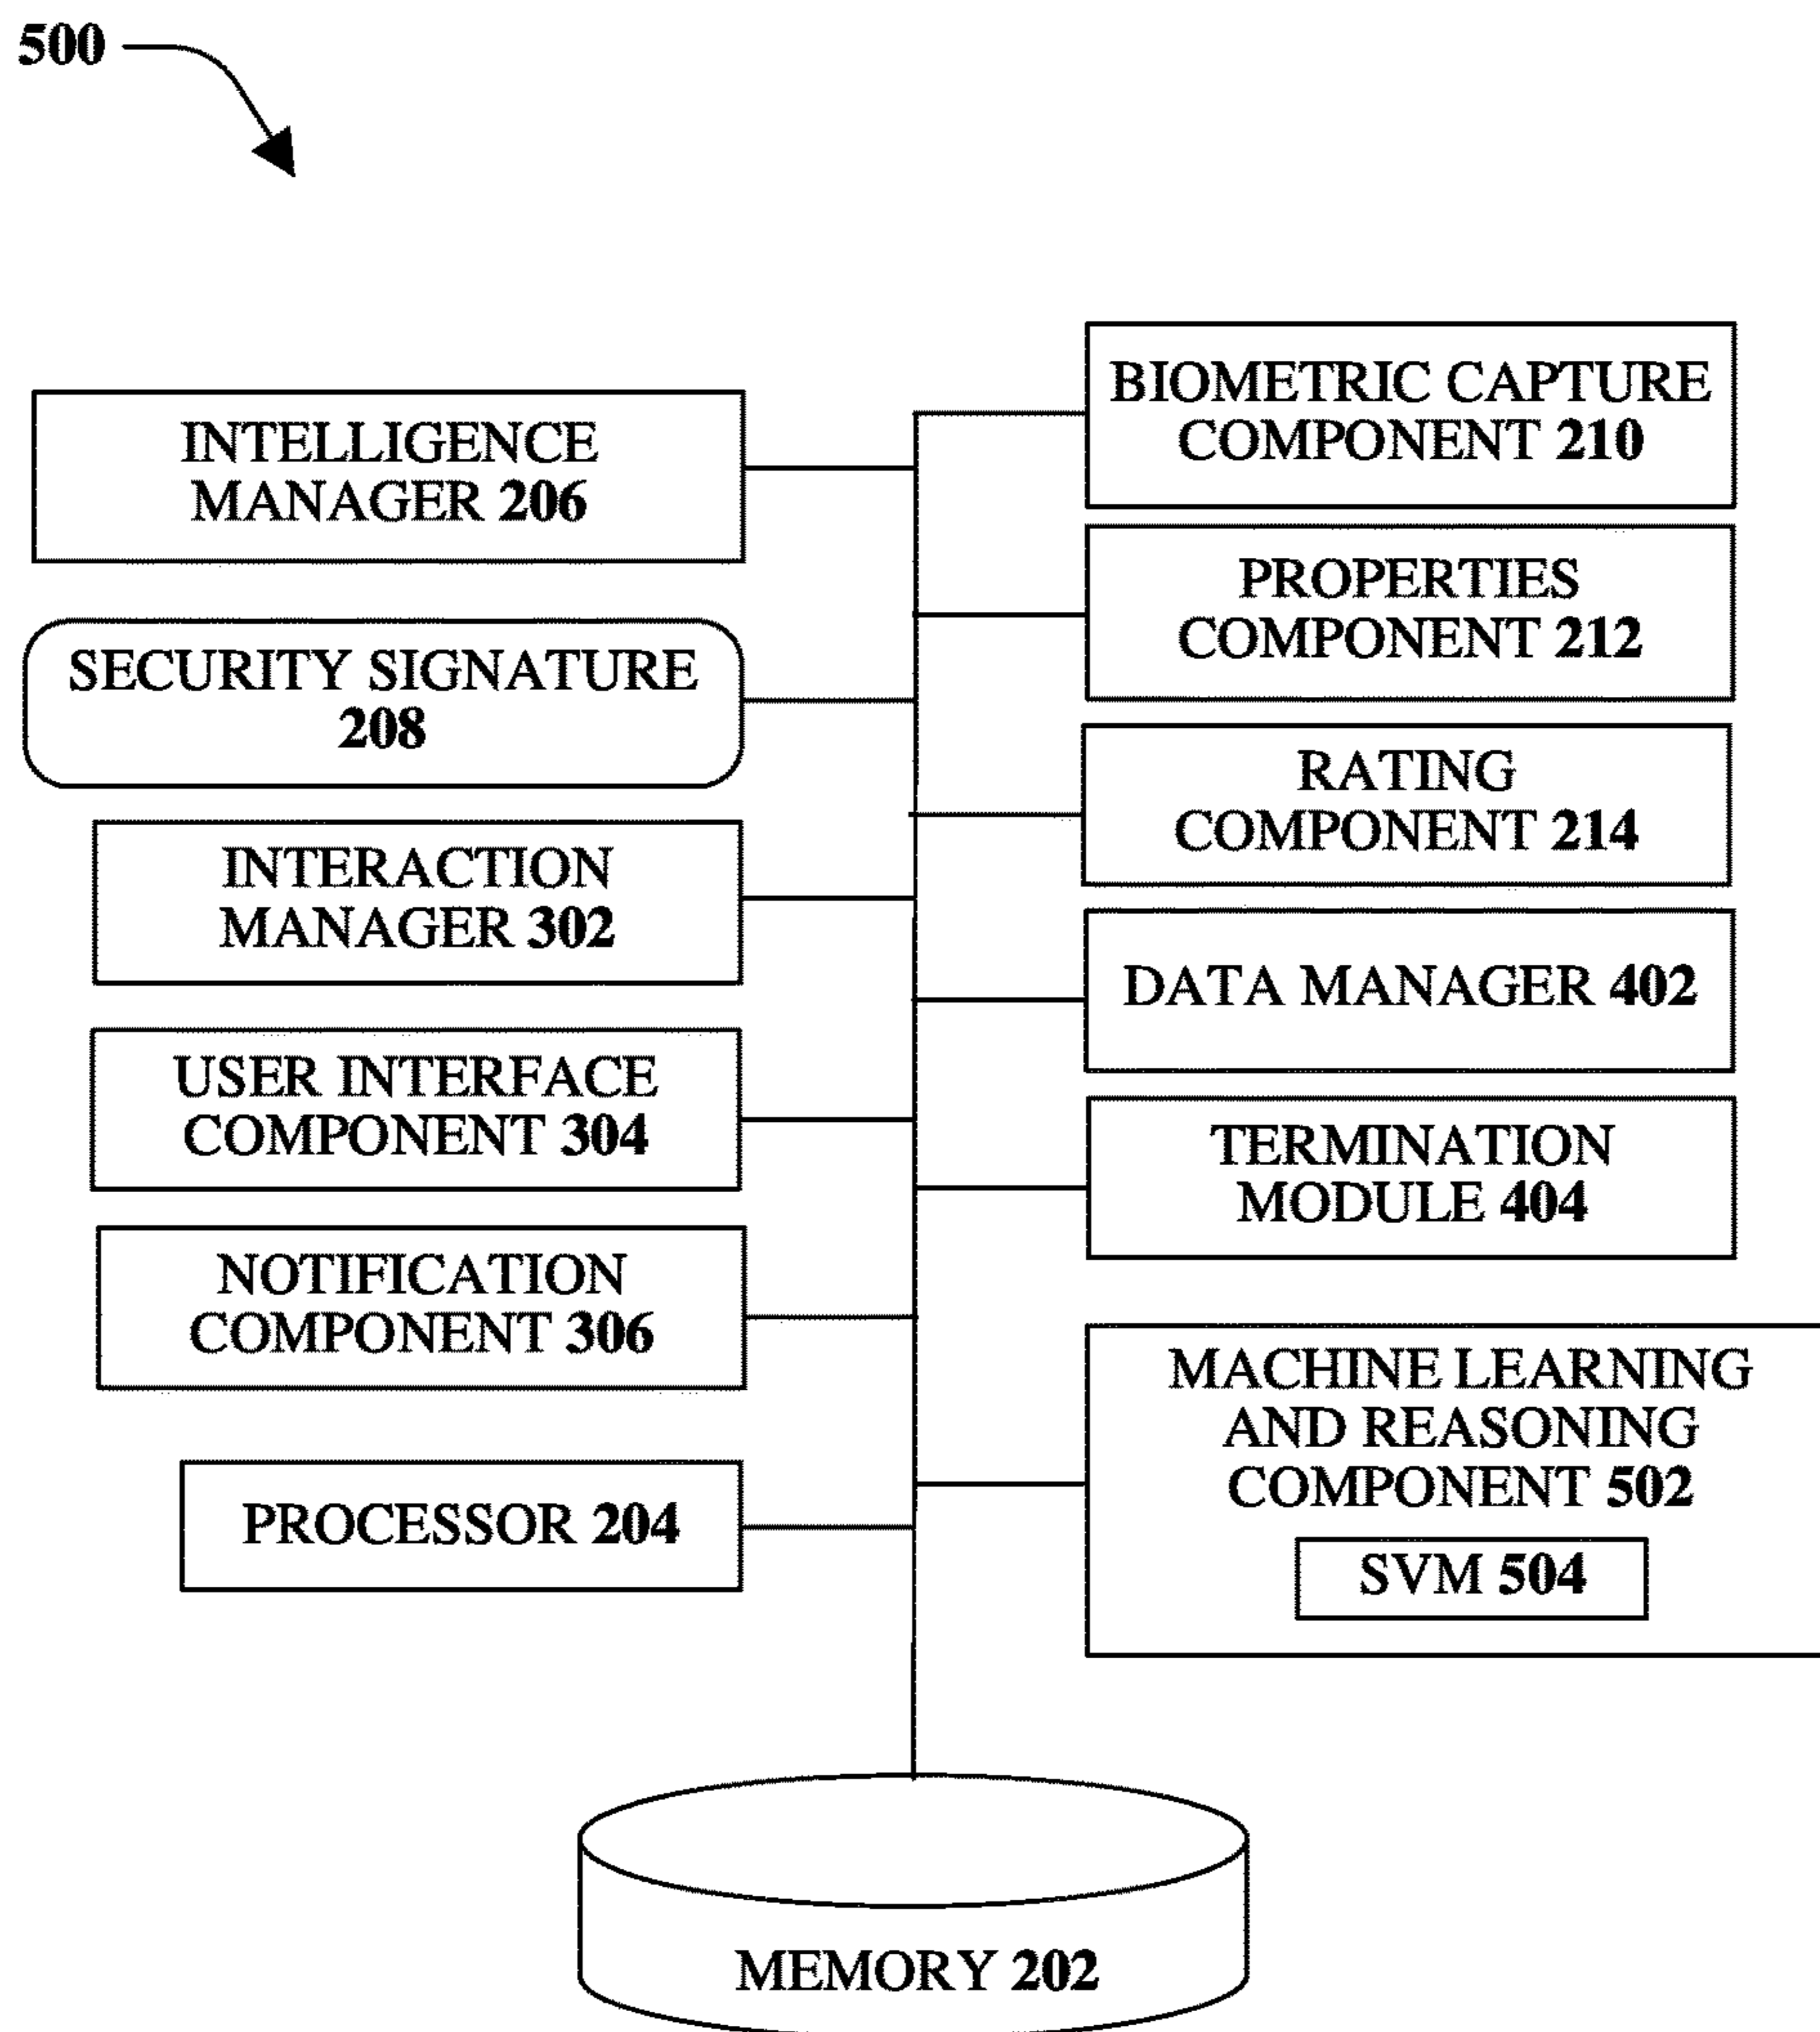 500
INTELLIGENCE
MANAGER 206
SECURITY SIGNATURE
208
INTERACTION
MANAGER 302
USER INTERFACE
COMPONENT 304
NOTIFICATION
COMPONENT 306
PROCESSOR 204
BIOMETRIC CAPTURE
COMPONENT 210
PROPERTIES
COMPONENT 212
RATING
COMPONENT 214
DATA MANAGER 402
TERMINATION
MODULE 404
MACHINE LEARNING
AND REASONING
COMPONENT 502
SVM 504
MEMORY 202